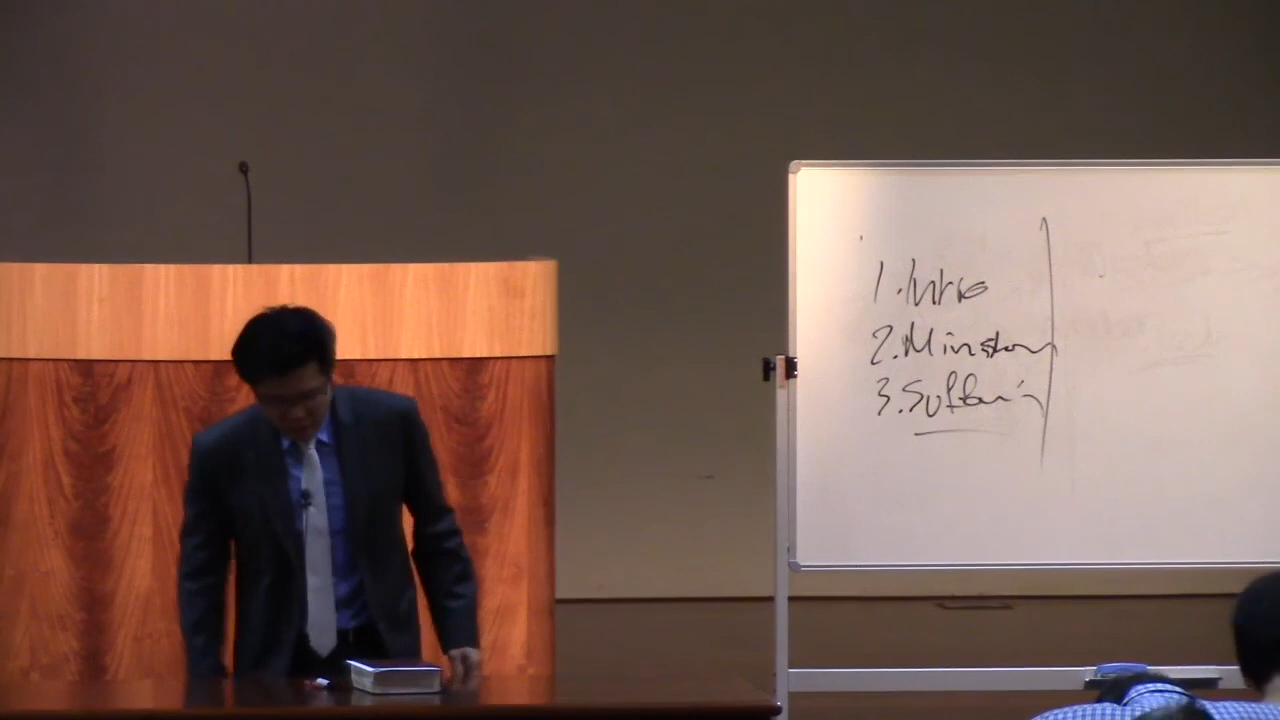 1. Intro
2. Ministry
3. Suffering